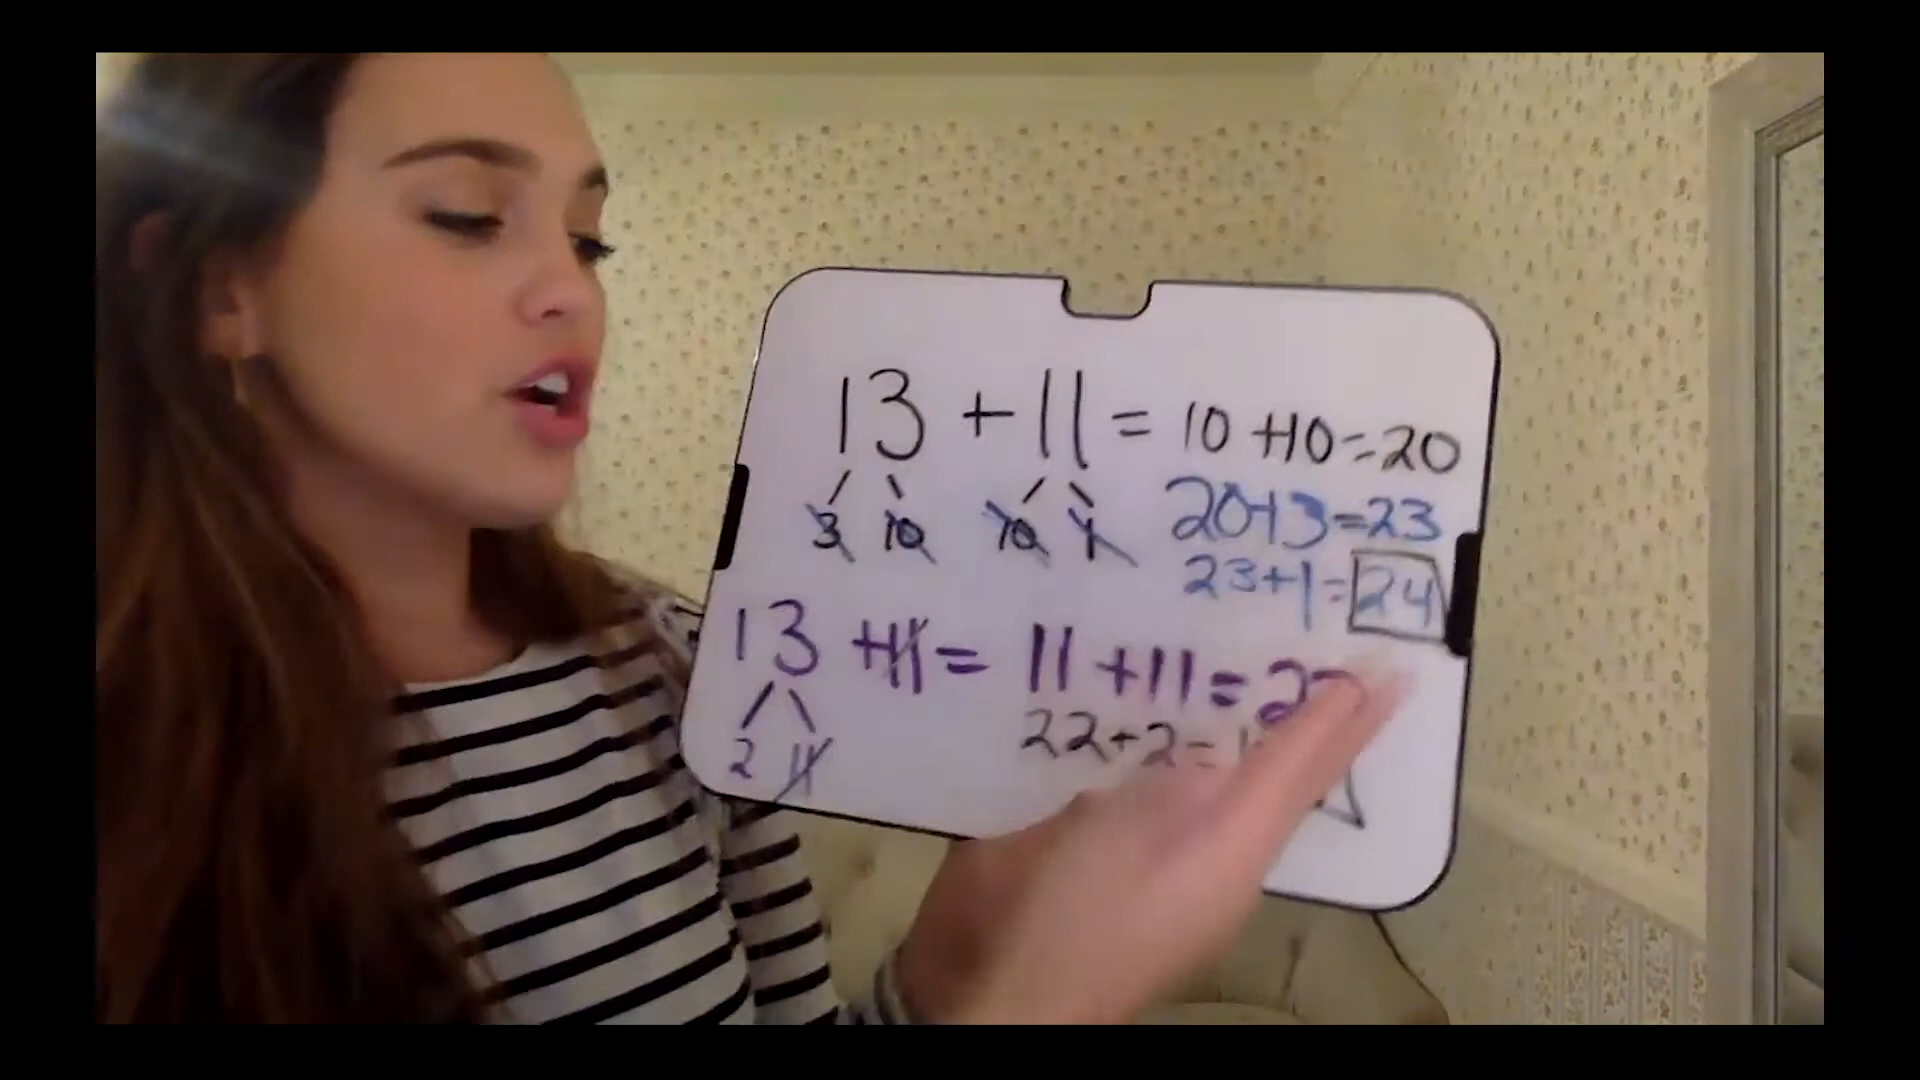 13 + 11 = 10 + 10 = 20
3 10 10 1 20 + 3 = 23
23 + 1 = 24
13 + 11 = 11 + 11 =
2 11 22 + 2 =